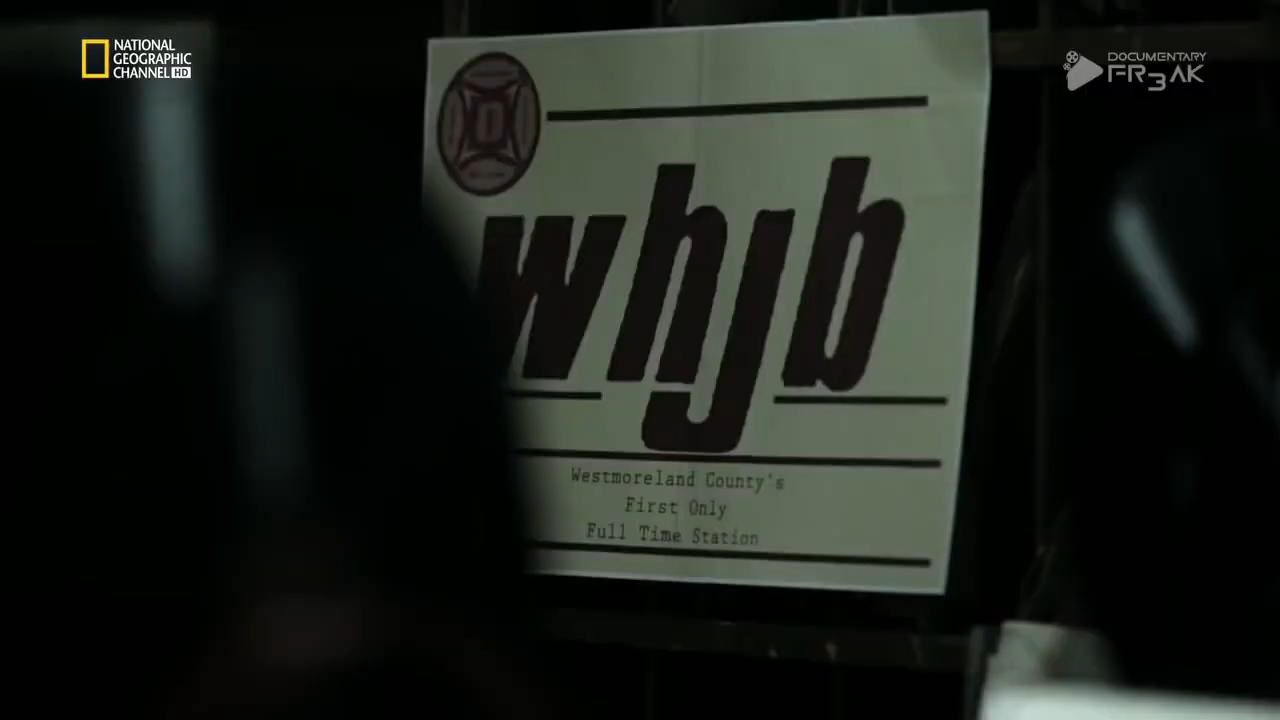 NATIONAL
GEOGRAPHIC
CHANNEL HD
DOCUMENTARY
FR3AK
whjb
Westmoreland County's
First Only
Full Time Station